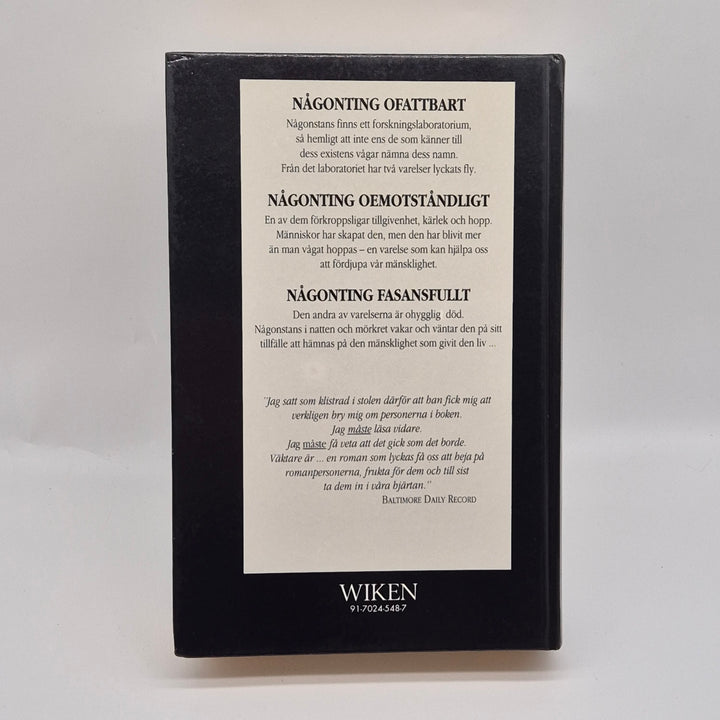 NÅGONTING OFATTBART
Någonstans finns ett forskningslaboratorium,
så hemligt att inte ens de som känner till
dess existens vågar nämna dess namn.
Från det laboratoriet har två varelser lyckats fly.
NÅGONTING OEMOTSTÅNDLIGT
En av dem förkroppsligar tillgivenhet, kärlek och hopp.
Människor har skapat den, men den har blivit mer
än man vågat hoppas – en varelse som kan hjälpa oss
att fördjupa vår mänsklighet.
NÅGONTING FASANSFULLT
Den andra av varelserna är ohygglig död.
Någonstans i natten och mörkret vakar och väntar den på sitt
tillfälle att hämnas på den mänsklighet som givit den liv ...
"Jag satt som klistrad i stolen därför att han fick mig att
verkligen bry mig om personerna i boken.
Jag måste läsa vidare.
Jag måste få veta att det gick som det borde.
Väktare är ... en roman som lyckas få oss att heja på
romanpersonerna, frukta för dem och till sist
ta dem in i våra hjärtan."
BALTIMORE DAILY RECORD
WIKEN
91-7024-548-7